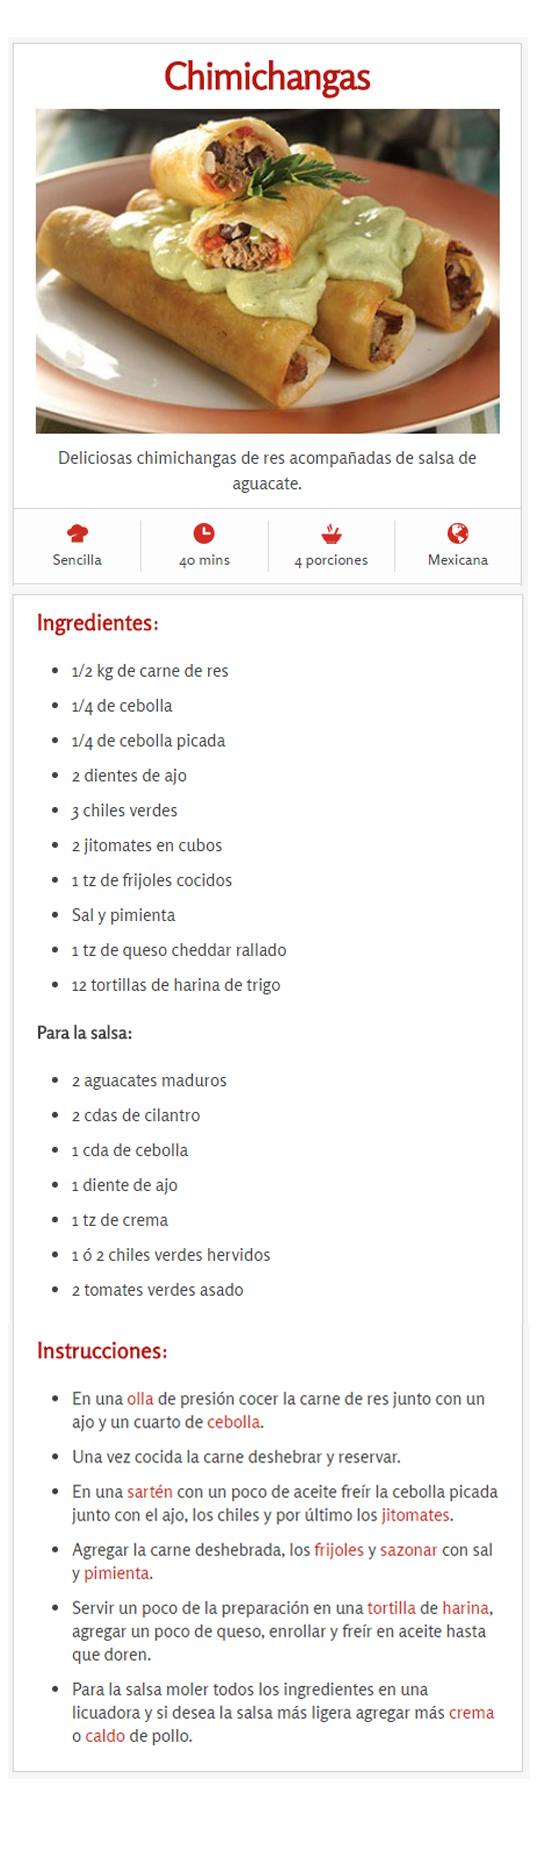 Chimichangas
Deliciosas chimichangas de res acompañadas de salsa de
aguacate.
Sencilla
40 mins
4 porciones
Mexicana
Ingredientes:
• 1/2 kg de carne de res
• 1/4 de cebolla
• 1/4 de cebolla picada
• 2 dientes de ajo
• 3 chiles verdes
• 2 jitomates en cubos
• 1 tz de frijoles cocidos
• Sal y pimienta
• 1 tz de queso cheddar rallado
• 12 tortillas de harina de trigo
Para la salsa:
• 2 aguacates maduros
• 2 cdas de cilantro
• 1 cda de cebolla
• 1 diente de ajo
• 1 tz de crema
• 1 ó 2 chiles verdes hervidos
• 2 tomates verdes asado
Instrucciones:
• En una olla de presión cocer la carne de res junto con un
ajo y un cuarto de cebolla.
• Una vez cocida la carne deshebrar y reservar.
• En una sartén con un poco de aceite freír la cebolla picada
junto con el ajo, los chiles y por último los jitomates.
• Agregar la carne deshebrada, los frijoles y sazonar con sal
y pimienta.
• Servir un poco de la preparación en una tortilla de harina,
agregar un poco de queso, enrollar y freír en aceite hasta
que doren.
• Para la salsa moler todos los ingredientes en una
licuadora y si desea la salsa más ligera agregar más crema
o caldo de pollo.